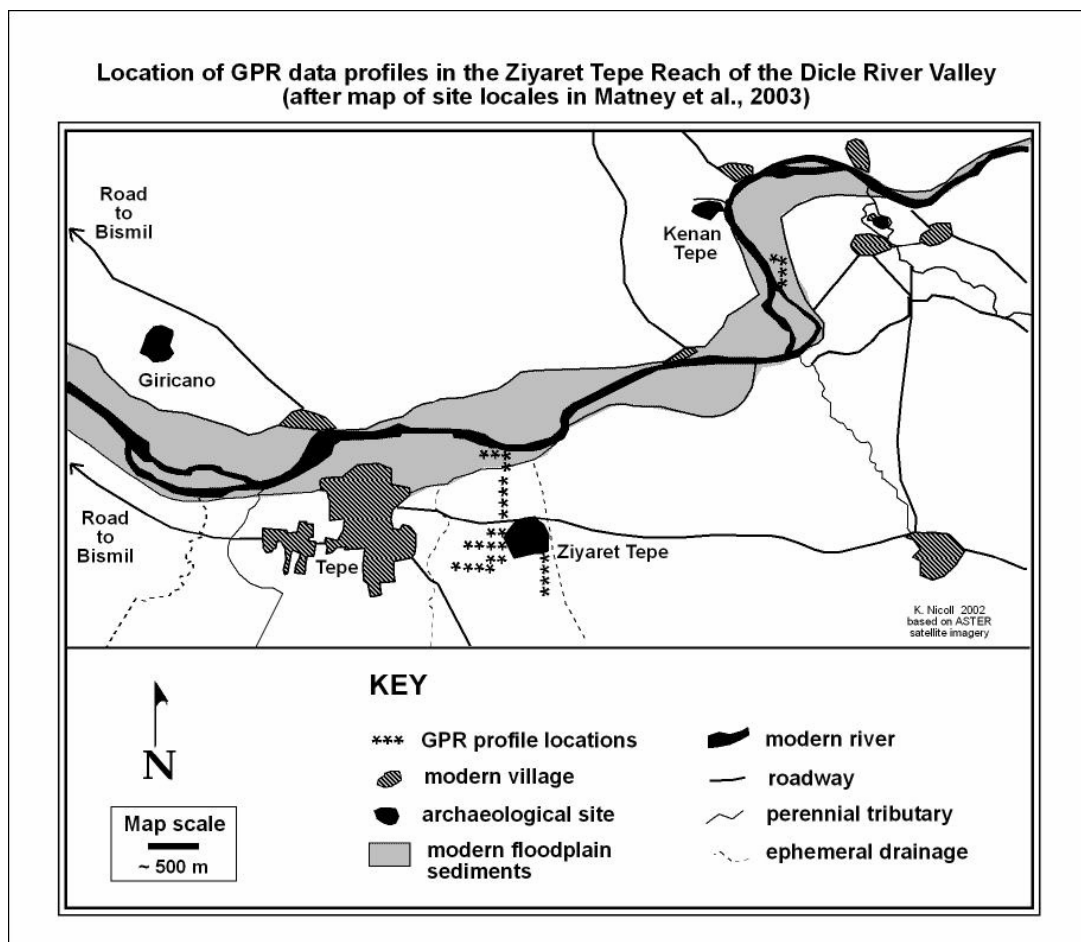 Location of GPR data profiles in the Ziyaret Tepe Reach of the Dicle River Valley
(after map of site locales in Matney et al., 2003)
Road
to
Bismil
Kenan
Tepe
Giricano
Road
to
Bismil
Tepe
Ziyaret Tepe
K. Nicoll 2002
based on ASTER
satellite imagery
KEY
GPR profile locations
modern village
archaeological site
modern floodplain
sediments
modern river
roadway
perennial tributary
ephemeral drainage
N
Map scale
~ 500 m